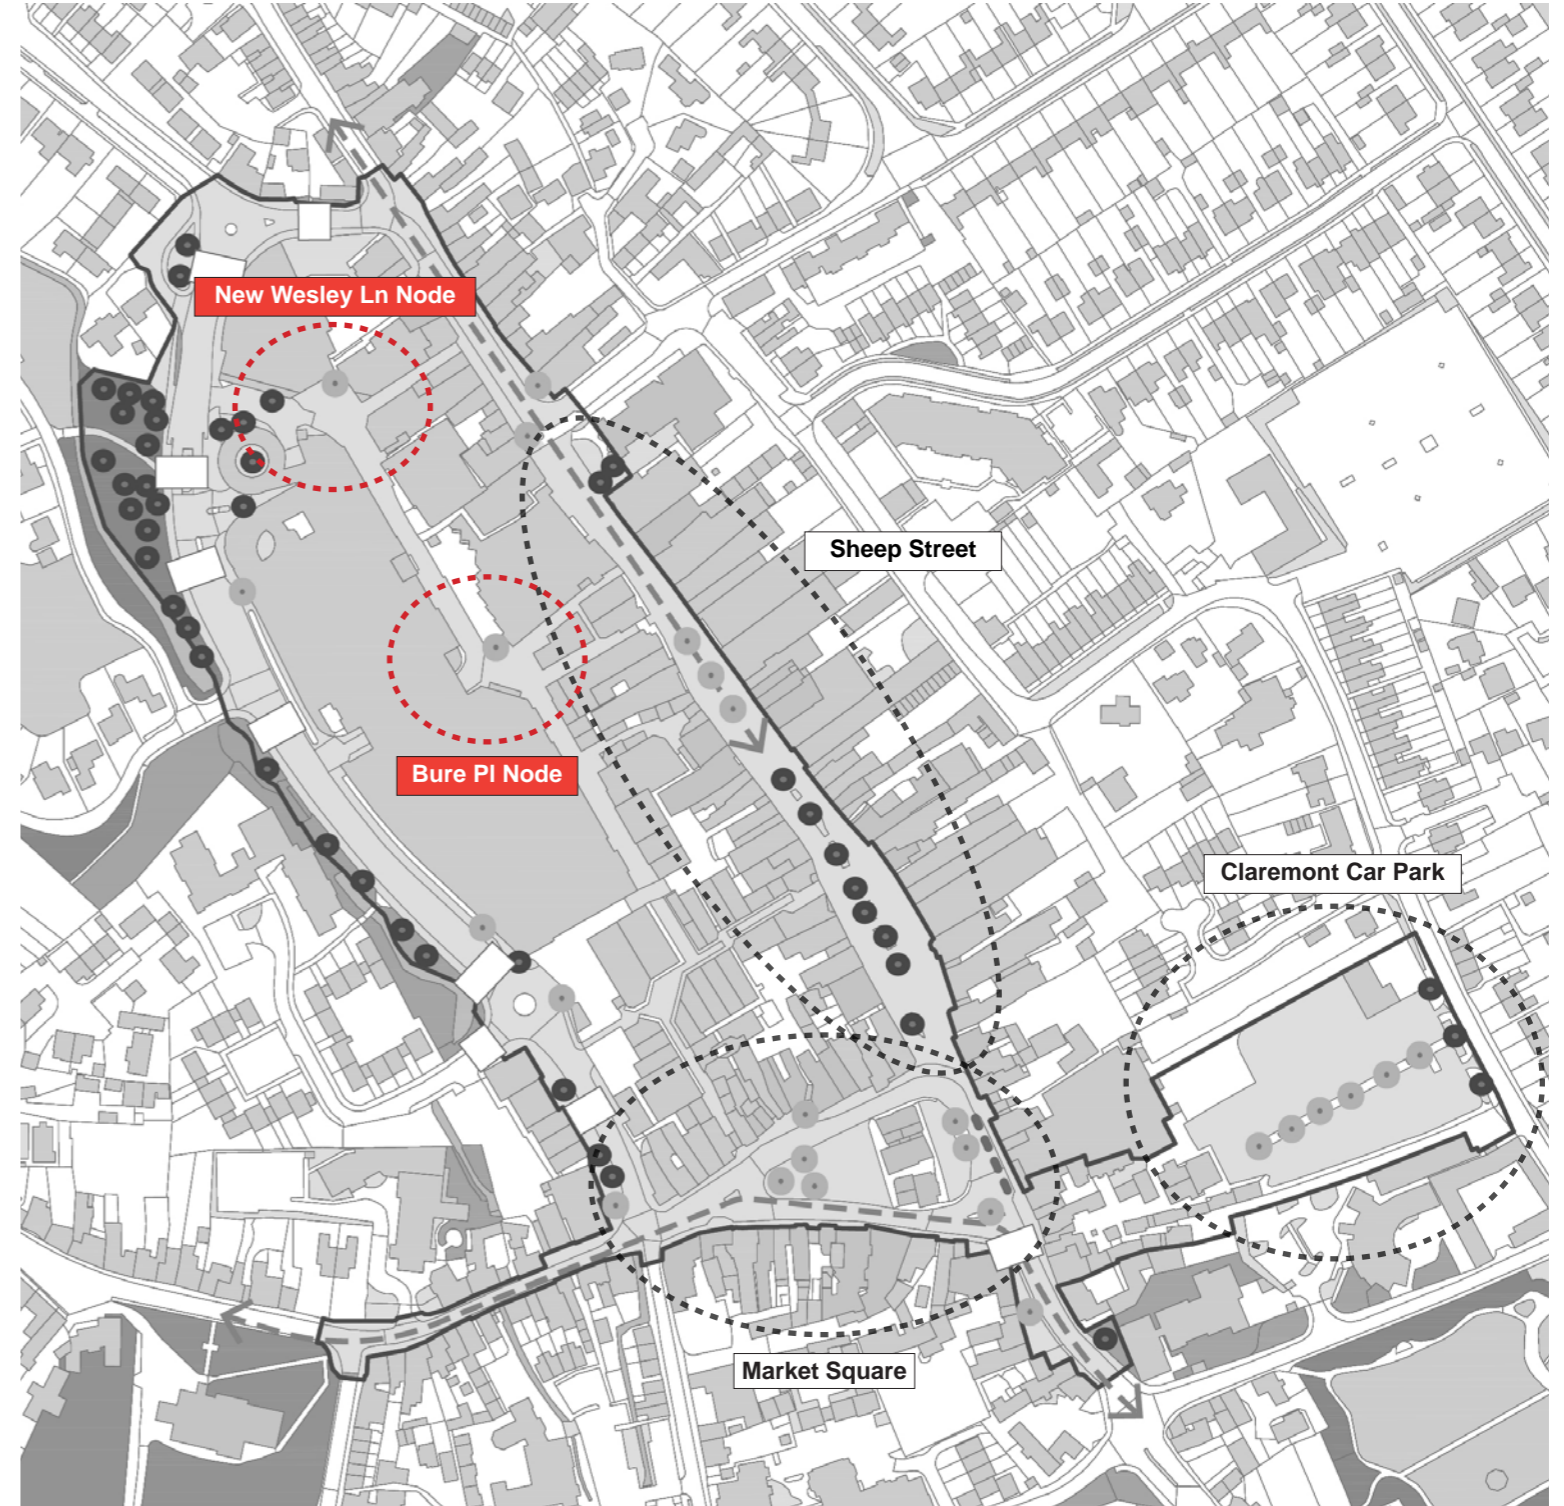 New Wesley Ln Node
Sheep Street
Bure Pl Node
Claremont Car Park
Market Square